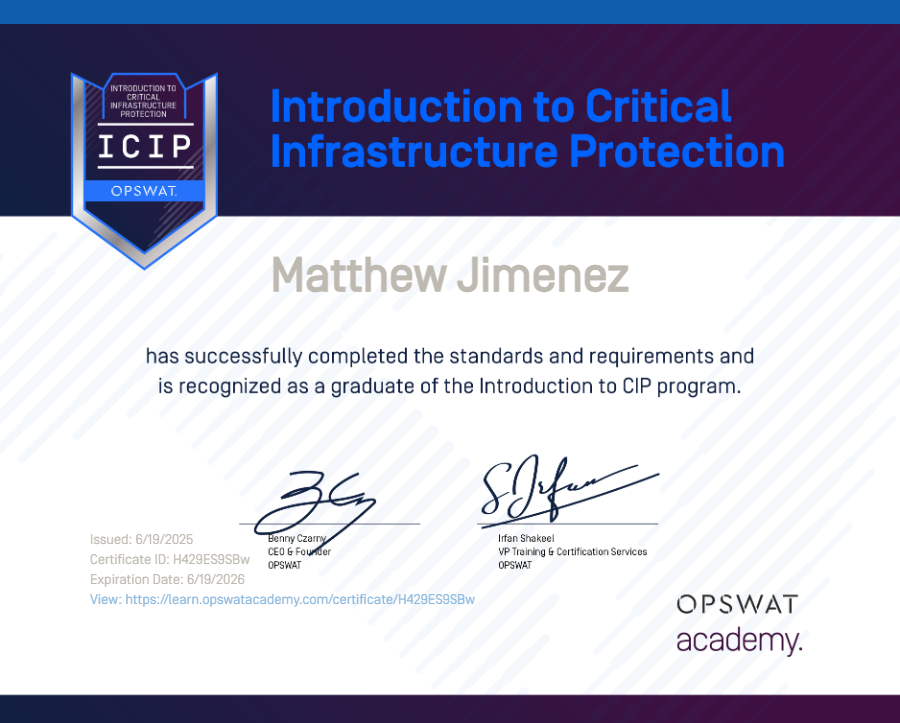 INTRODUCTION TO
CRITICAL
INFRASTRUCTURE
PROTECTION
ICIP
OPSWAT.
Introduction to Critical
Infrastructure Protection
Matthew Jimenez
has successfully completed the standards and requirements and
is recognized as a graduate of the Introduction to CIP program.
Benny Czarny
CEO & Founder
OPSWAT
Irfan Shakeel
VP Training & Certification Services
OPSWAT
Issued: 6/19/2025
Certificate ID: H429ES9SBw
Expiration Date: 6/19/2026
View: https://learn.opswatacademy.com/certificate/H429ES9SBw
OPSWAT
academy.